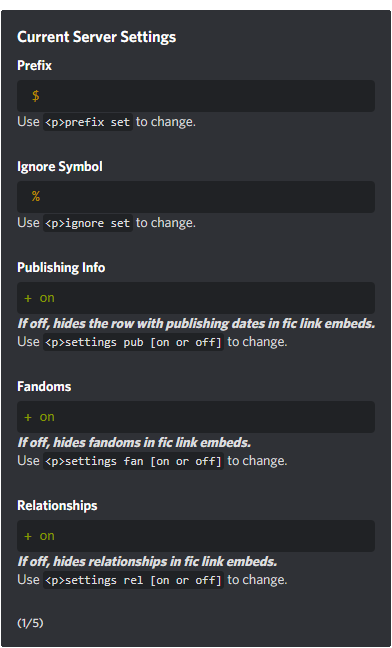 Current Server Settings
Prefix
$
Use <p>prefix set to change.
Ignore Symbol
%
Use <p>ignore set to change.
Publishing Info
+ on
If off, hides the row with publishing dates in fic link embeds.
Use <p>settings pub [on or off] to change.
Fandoms
+ on
If off, hides fandoms in fic link embeds.
Use <p>settings fan [on or off] to change.
Relationships
+ on
If off, hides relationships in fic link embeds.
Use <p>settings rel [on or off] to change.
(1/5)